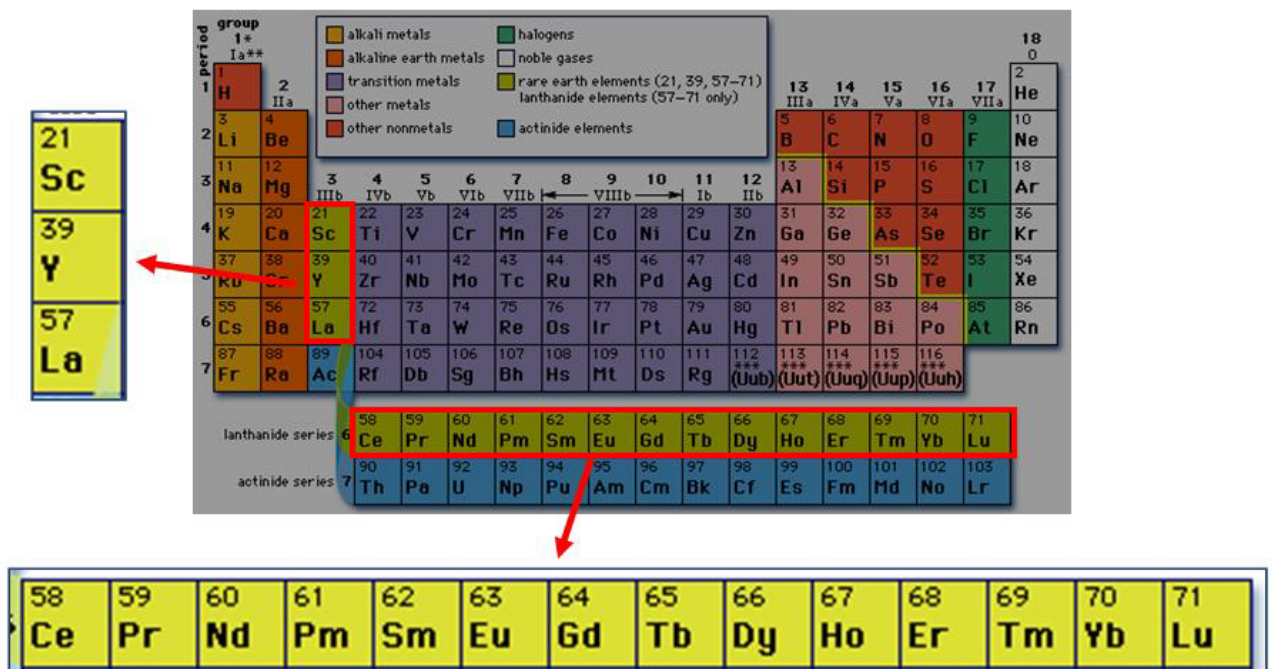 group
period
1*
Ia**
18
0
alkali metals
alkaline earth metals
transition metals
other metals
other nonmetals
halogens
noble gases
rare earth elements (21, 39, 57–71)
lanthanide elements (57–71 only)
actinide elements
2
IIa
13 14 15 16 17
IIIa IVa Va VIa VIIa
1
1 2
H He
2
3 4 5 6 7 8 9 10
Li Be B C N O F Ne
3 4 5 6 7 8 9 10 11 12
IIIb IVb Vb VIb VIIb VIIIb Ib IIb
3
11 12 13 14 15 16 17 18
Na Mg Al Si P S Cl Ar
4
19 20 21 22 23 24 25 26 27 28 29 30 31 32 33 34 35 36
K Ca Sc Ti V Cr Mn Fe Co Ni Cu Zn Ga Ge As Se Br Kr
5
37 38 39 40 41 42 43 44 45 46 47 48 49 50 51 52 53 54
Rb Sr Y Zr Nb Mo Tc Ru Rh Pd Ag Cd In Sn Sb Te I Xe
6
55 56 57 72 73 74 75 76 77 78 79 80 81 82 83 84 85 86
Cs Ba La Hf Ta W Re Os Ir Pt Au Hg Tl Pb Bi Po At Rn
7
87 88 89 104 105 106 107 108 109 110 111 112 113 114 115 116
*** *** *** *** ***
Fr Ra Ac Rf Db Sg Bh Hs Mt Ds Rg (Uub) (Uut) (Uuq) (Uup) (Uuh)
lanthanide series 6
58 59 60 61 62 63 64 65 66 67 68 69 70 71
Ce Pr Nd Pm Sm Eu Gd Tb Dy Ho Er Tm Yb Lu
actinide series 7
90 91 92 93 94 95 96 97 98 99 100 101 102 103
Th Pa U Np Pu Am Cm Bk Cf Es Fm Md No Lr
21
Sc
39
Y
57
La
58 59 60 61 62 63 64 65 66 67 68 69 70 71
Ce Pr Nd Pm Sm Eu Gd Tb Dy Ho Er Tm Yb Lu